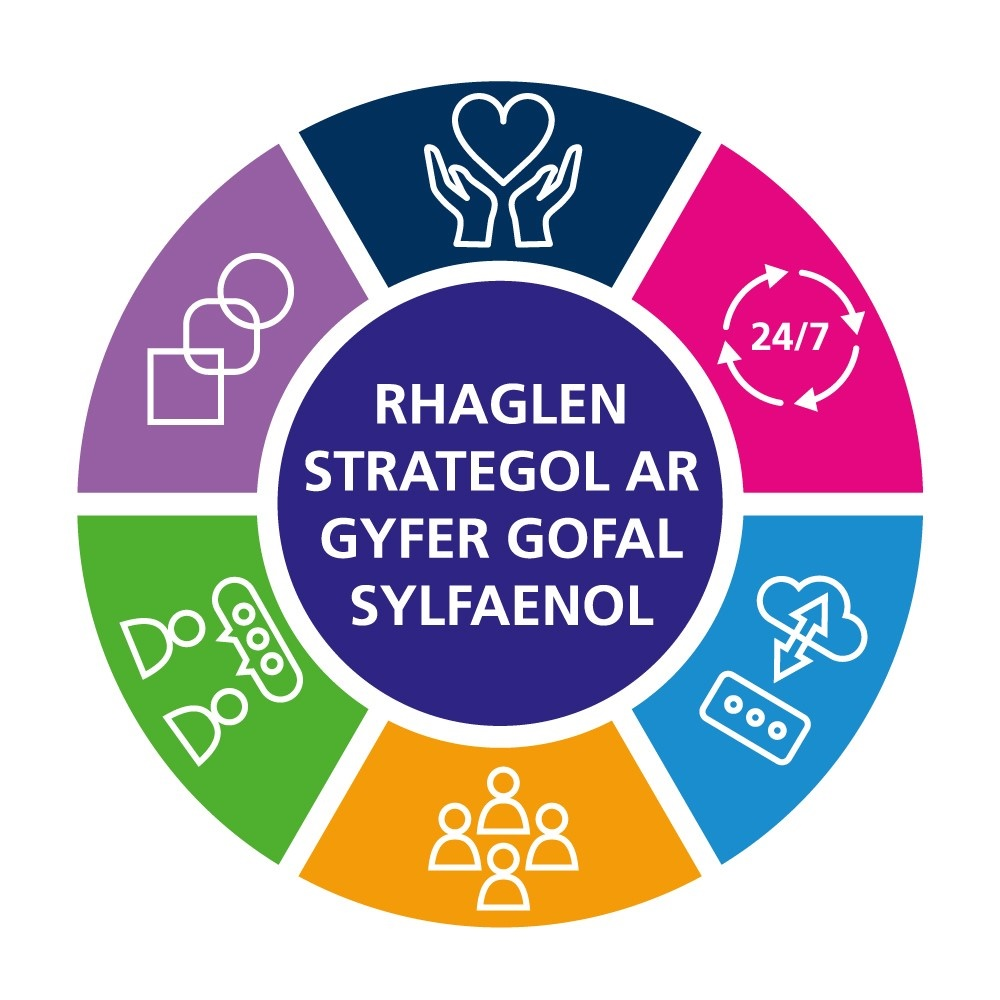 RHAGLEN
STRATEGOL AR
GYFER GOFAL
SYLFAENOL
24/7